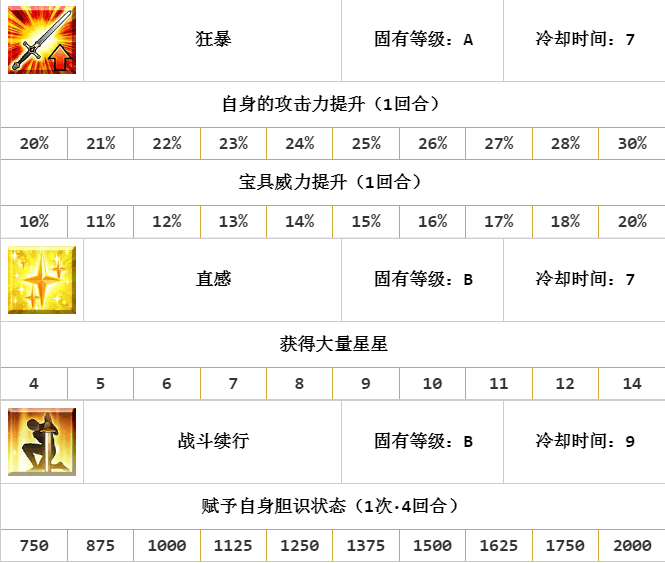 狂暴 固有等级：A 冷却时间：7
自身的攻击力提升（1回合）
20% 21% 22% 23% 24% 25% 26% 27% 28% 30%
宝具威力提升（1回合）
10% 11% 12% 13% 14% 15% 16% 17% 18% 20%
直感 固有等级：B 冷却时间：7
获得大量星星
4 5 6 7 8 9 10 11 12 14
战斗续行 固有等级：B 冷却时间：9
赋予自身胆识状态（1次·4回合）
750 875 1000 1125 1250 1375 1500 1625 1750 2000